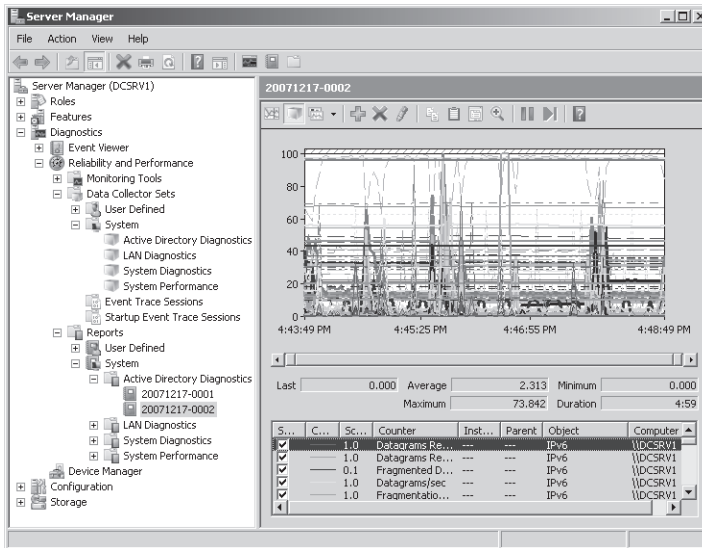 Server Manager
File Action View Help
Server Manager (DCSRV1)
Roles
Features
Diagnostics
Event Viewer
Reliability and Performance
Monitoring Tools
Data Collector Sets
User Defined
System
Active Directory Diagnostics
LAN Diagnostics
System Diagnostics
System Performance
Event Trace Sessions
Startup Event Trace Sessions
Reports
User Defined
System
Active Directory Diagnostics
20071217-0001
20071217-0002
LAN Diagnostics
System Diagnostics
System Performance
Device Manager
Configuration
Storage
20071217-0002
100
80
60
40
20
0
4:43:49 PM 4:45:25 PM 4:46:55 PM 4:48:49 PM
Last 0.000 Average 2.313 Minimum 0.000
Maximum 73.842 Duration 4:59
S... C... Sc... Counter Inst... Parent Object Computer
1.0 Datagrams Re... --- --- IPv6 \\DCSRV1
1.0 Datagrams Re... --- --- IPv6 \\DCSRV1
0.1 Fragmented D... --- --- IPv6 \\DCSRV1
1.0 Datagrams/sec --- --- IPv6 \\DCSRV1
1.0 Fragmentatio... --- --- IPv6 \\DCSRV1